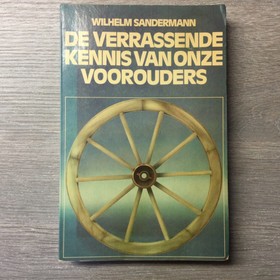 WILHELM SANDERMANN
DE VERRASSENDE
KENNIS VAN ONZE
VOOROUDERS